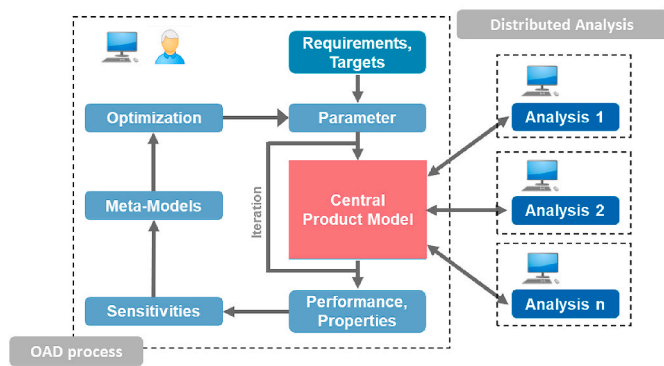 Distributed Analysis
Requirements,
Targets
Optimization
Parameter
Analysis 1
Iteration
Central
Product Model
Meta-Models
Analysis 2
Sensitivities
Performance,
Properties
Analysis n
OAD process